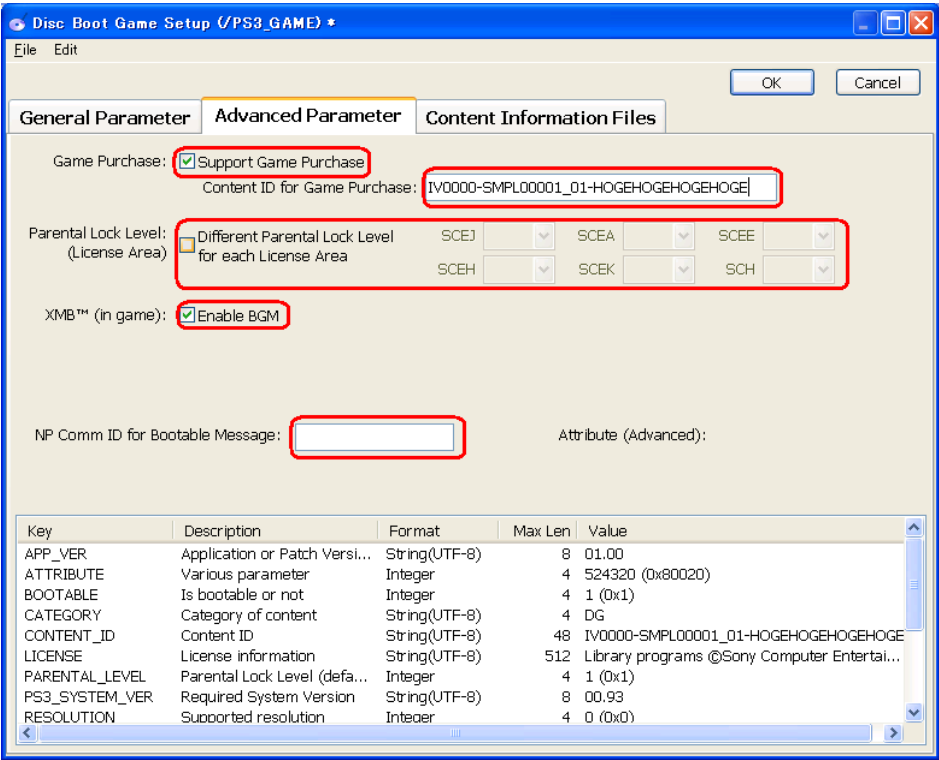 Disc Boot Game Setup (/PS3_GAME) *
File Edit
OK Cancel
General Parameter Advanced Parameter Content Information Files
Game Purchase: Support Game Purchase
Content ID for Game Purchase: IV0000-SMPL00001_01-HOGEHOGEHOGEHOGE
Parental Lock Level: Different Parental Lock Level SCEJ SCEA SCEE
(License Area) for each License Area
SCEH SCEK SCH
XMB™ (in game): Enable BGM
NP Comm ID for Bootable Message: Attribute (Advanced):
Key Description Format Max Len Value
APP_VER Application or Patch Versi... String(UTF-8) 8 01.00
ATTRIBUTE Various parameter Integer 4 524320 (0x80020)
BOOTABLE Is bootable or not Integer 4 1 (0x1)
CATEGORY Category of content String(UTF-8) 4 DG
CONTENT_ID Content ID String(UTF-8) 48 IV0000-SMPL00001_01-HOGEHOGEHOGEHOGE
LICENSE License information String(UTF-8) 512 Library programs ©Sony Computer Entertai...
PARENTAL_LEVEL Parental Lock Level (defa... Integer 4 1 (0x1)
PS3_SYSTEM_VER Required System Version String(UTF-8) 8 00.93
RESOLUTION Supported resolution Integer 4 0 (0x0)